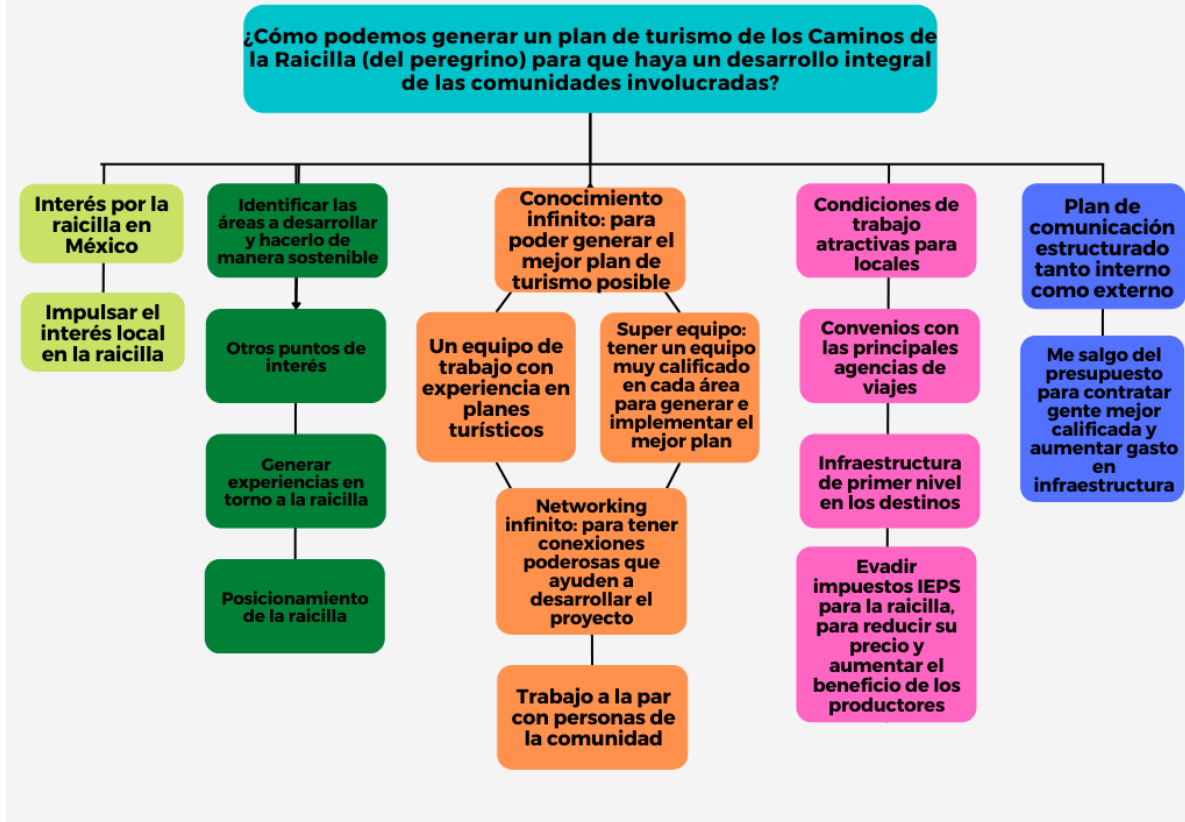 ¿Cómo podemos generar un plan de turismo de los Caminos de
la Raicilla (del peregrino) para que haya un desarrollo integral
de las comunidades involucradas?
Interés por la
raicilla en
México
Impulsar el
interés local
en la raicilla
Identificar las
áreas a desarrollar
y hacerlo de
manera sostenible
Otros puntos de
interés
Generar
experiencias en
torno a la raicilla
Posicionamiento
de la raicilla
Conocimiento
infinito: para
poder generar el
mejor plan de
turismo posible
Un equipo de
trabajo con
experiencia en
planes
turísticos
Super equipo:
tener un equipo
muy calificado
en cada área
para generar e
implementar el
mejor plan
Networking
infinito: para tener
conexiones
poderosas que
ayuden a
desarrollar el
proyecto
Trabajo a la par
con personas de
la comunidad
Condiciones de
trabajo
atractivas para
locales
Convenios con
las principales
agencias de
viajes
Infraestructura
de primer nivel
en los destinos
Evadir
impuestos IEPS
para la raicilla,
para reducir su
precio y
aumentar el
beneficio de los
productores
Plan de
comunicación
estructurado
tanto interno
como externo
Me salgo del
presupuesto
para contratar
gente mejor
calificada y
aumentar gasto
en
infraestructura